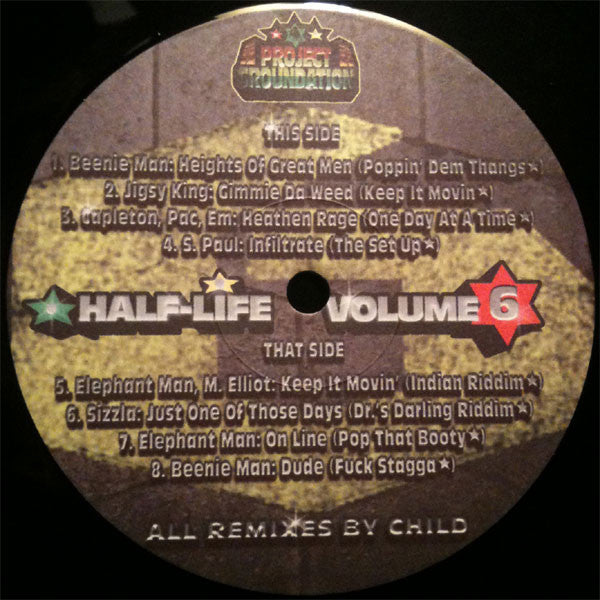 PROJECT
GROUNDATION
THIS SIDE
1. Beenie Man: Heights Of Great Men (Poppin' Dem Thangs★)
2. Jigsy King: Gimmie Da Weed (Keep It Movin★)
3. Capleton, Pac, Em: Heathen Rage (One Day At A Time★)
4. S. Paul: Infiltrate (The Set Up★)
HALF-LIFE VOLUME 6
THAT SIDE
5. Elephant Man, M. Elliot: Keep It Movin' (Indian Riddim★)
6. Sizzla: Just One Of Those Days (Dr.'s Darling Riddim★)
7. Elephant Man: On Line (Pop That Booty★)
8. Beenie Man: Dude (Fuck Stagga★)
ALL REMIXES BY CHILD